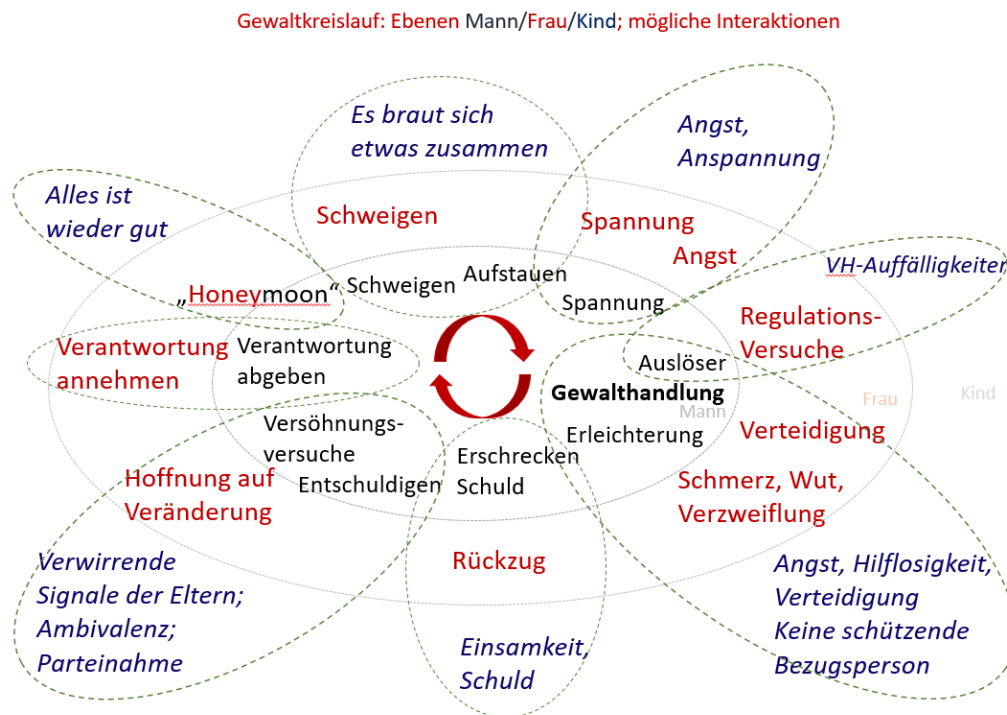 Gewaltkreislauf: Ebenen Mann/Frau/Kind; mögliche Interaktionen
Es braut sich
etwas zusammen
Angst,
Anspannung
Alles ist
wieder gut
Schweigen
Spannung
Angst
VH-Auffälligkeiten
Schweigen
Aufstauen
„Honeymoon“
Spannung
Regulations-
Versuche
Verantwortung
annehmen
Verantwortung
abgeben
Auslöser
Gewalthandlung
Mann
Frau
Kind
Versöhnungs-
versuche
Entschuldigen
Erschrecken
Schuld
Erleichterung
Verteidigung
Hoffnung auf
Veränderung
Schmerz, Wut,
Verzweiflung
Rückzug
Verwirrende
Signale der Eltern;
Ambivalenz;
Parteinahme
Einsamkeit,
Schuld
Angst, Hilflosigkeit,
Verteidigung
Keine schützende
Bezugsperson